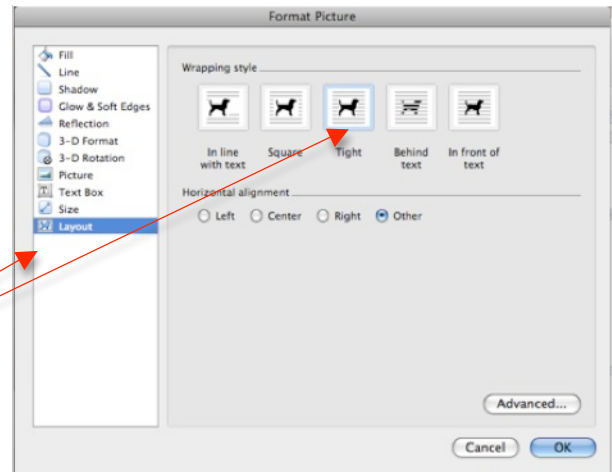 Format Picture
Fill
Line
Shadow
Glow & Soft Edges
Reflection
3-D Format
3-D Rotation
Picture
Text Box
Size
Layout
Wrapping style
In line with text
Square
Tight
Behind text
In front of text
Horizontal alignment
Left Center Right Other
Advanced...
Cancel OK